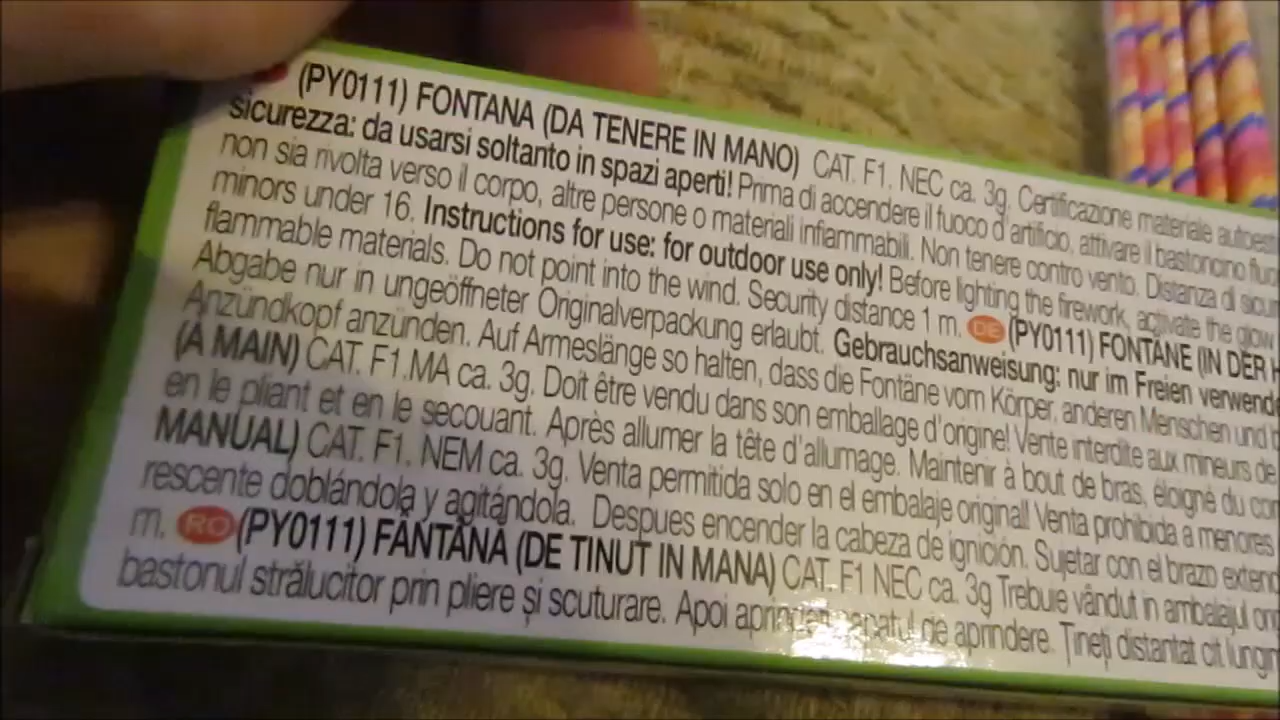 (PY0111) FONTANA (DA TENERE IN MANO) CAT. F1. NEC ca. 3g. Certificazione materiale
sicurezza: da usarsi soltanto in spazi aperti! Prima di accendere il fuoco d'artificio, attivare il bastoncino
non sia rivolta verso il corpo, altre persone o materiali infiammabili. Non tenere contro vento. Distanza di
minors under 16. Instructions for use: for outdoor use only! Before lighting the firework, activate the glow
flammable materials. Do not point into the wind. Security distance 1 m. DE (PY0111) FONTÄNE (IN DER
Abgabe nur in ungeöffneter Originalverpackung erlaubt. Gebrauchsanweisung: nur im Freien
Anzündkopf anzünden. Auf Armeslänge so halten, dass die Fontäne vom Körper, anderen Menschen und
(À MAIN) CAT. F1.MA ca. 3g. Doit être vendu dans son emballage d'origine! Vente interdite aux mineurs de
en le pliant et en le secouant. Après allumer la tête d'allumage. Maintenir à bout de bras, éloigné du
MANUAL) CAT. F1. NEM ca. 3g. Venta permitida solo en el embalaje original! Venta prohibida a menores
rescente doblándola y agitándola. Despues encender la cabeza de ignición. Sujetar con el brazo
m. RO (PY0111) FÂNTÂNA (DE TINUT IN MANA) CAT. F1 NEC ca. 3g Trebuie vândut in ambalajul
bastonul strălucitor prin pliere și scuturare. Apoi de aprindere. Țineți distantat cit